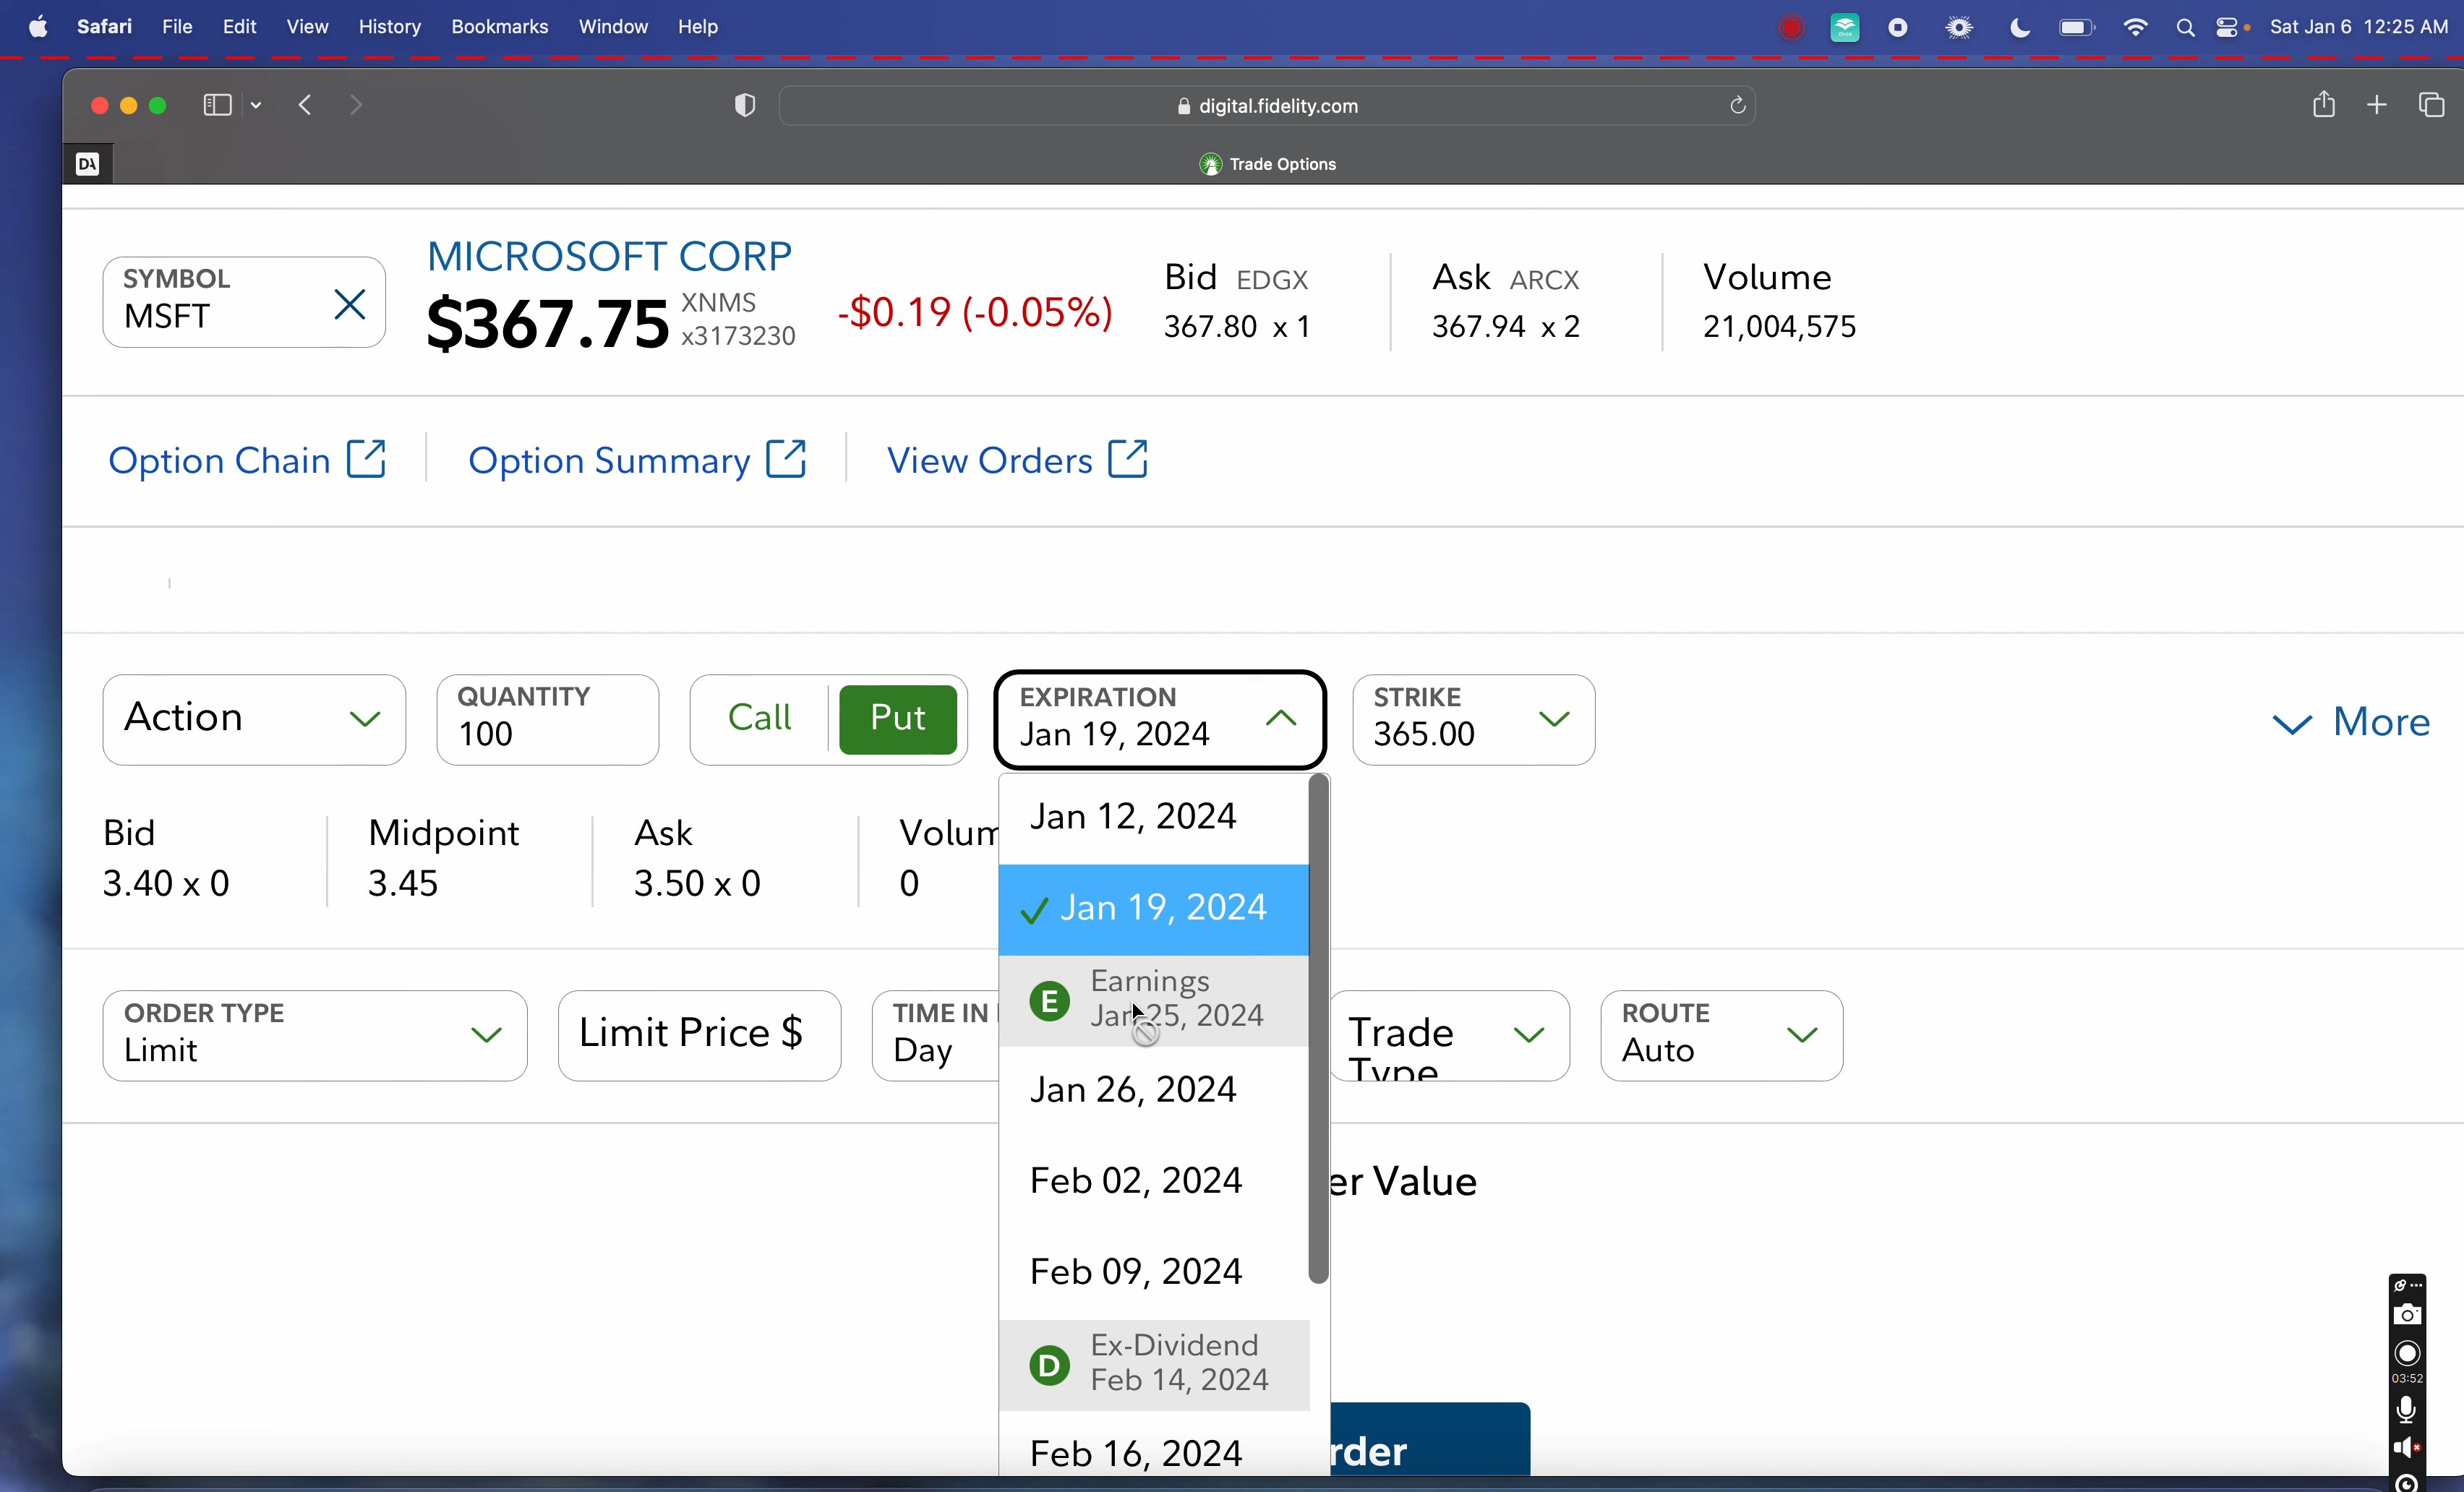 Safari File Edit View History Bookmarks Window Help Sat Jan 6 12:25 AM
digital.fidelity.com
Trade Options
SYMBOL
MSFT
MICROSOFT CORP
$367.75
XNMS
x3173230
-$0.19 (-0.05%)
Bid EDGX
367.80 x 1
Ask ARCX
367.94 x 2
Volume
21,004,575
Option Chain
Option Summary
View Orders
Action
QUANTITY
100
Call
Put
EXPIRATION
Jan 19, 2024
STRIKE
365.00
More
Bid
3.40 x 0
Midpoint
3.45
Ask
3.50 x 0
Volum
0
Jan 12, 2024
Jan 19, 2024
E
Earnings
Jan 25, 2024
Jan 26, 2024
Feb 02, 2024
Feb 09, 2024
D
Ex-Dividend
Feb 14, 2024
Feb 16, 2024
ORDER TYPE
Limit
Limit Price $
TIME IN
Day
Trade
Type
ROUTE
Auto
er Value
rder
03:52